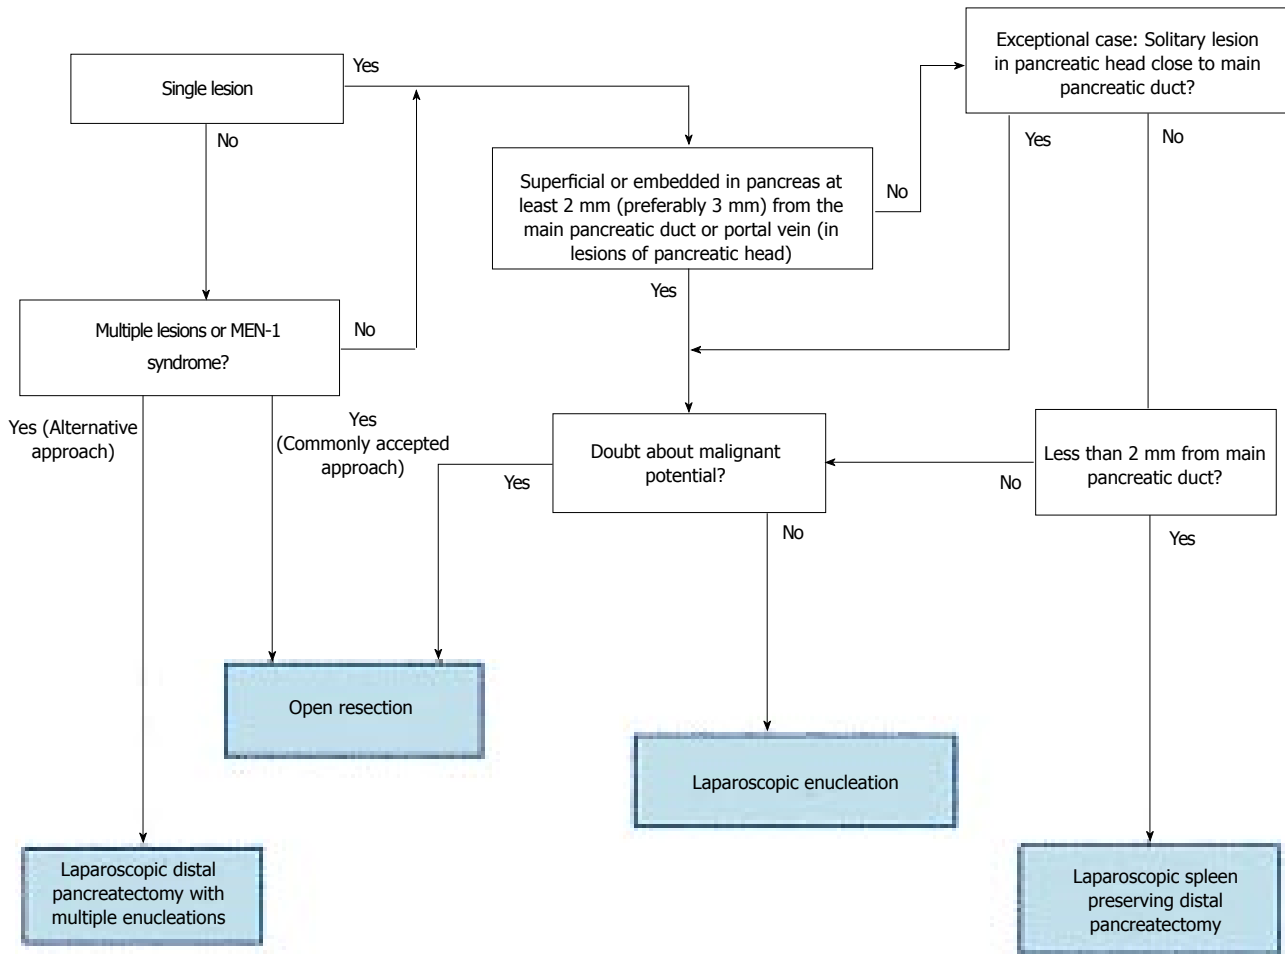 Single lesion
Yes
No
Exceptional case: Solitary lesion
in pancreatic head close to main
pancreatic duct?
Yes
No
Superficial or embedded in pancreas at
least 2 mm (preferably 3 mm) from the
main pancreatic duct or portal vein (in
lesions of pancreatic head)
No
Yes
Multiple lesions or MEN-1
syndrome?
No
Yes (Alternative
approach)
Yes
(Commonly accepted
approach)
Doubt about malignant
potential?
Yes
No
Less than 2 mm from main
pancreatic duct?
No
Yes
Open resection
Laparoscopic enucleation
Laparoscopic distal
pancreatectomy with
multiple enucleations
Laparoscopic spleen
preserving distal
pancreatectomy